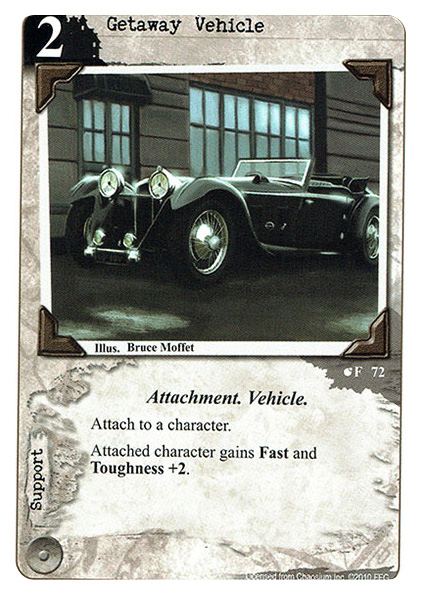 2
Getaway Vehicle
Illus. Bruce Moffet
F 72
Attachment. Vehicle.
Attach to a character.
Attached character gains Fast and
Toughness +2.
Support
Licensed from Chaosium Inc. ©2010 FFG